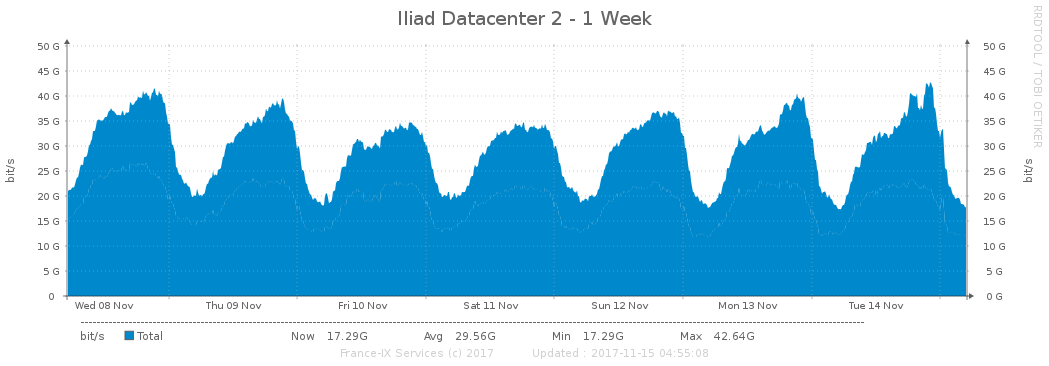 Iliad Datacenter 2 - 1 Week
RRDTOOL / TOBI OETIKER
bit/s
50 G 50 G
45 G 45 G
40 G 40 G
35 G 35 G
30 G 30 G
25 G 25 G
20 G 20 G
15 G 15 G
10 G 10 G
5 G 5 G
0 0 G
bit/s
Wed 08 Nov Thu 09 Nov Fri 10 Nov Sat 11 Nov Sun 12 Nov Mon 13 Nov Tue 14 Nov
bit/s Total Now 17.29G Avg 29.56G Min 17.29G Max 42.64G
France-IX Services (c) 2017 Updated : 2017-11-15 04:55:08